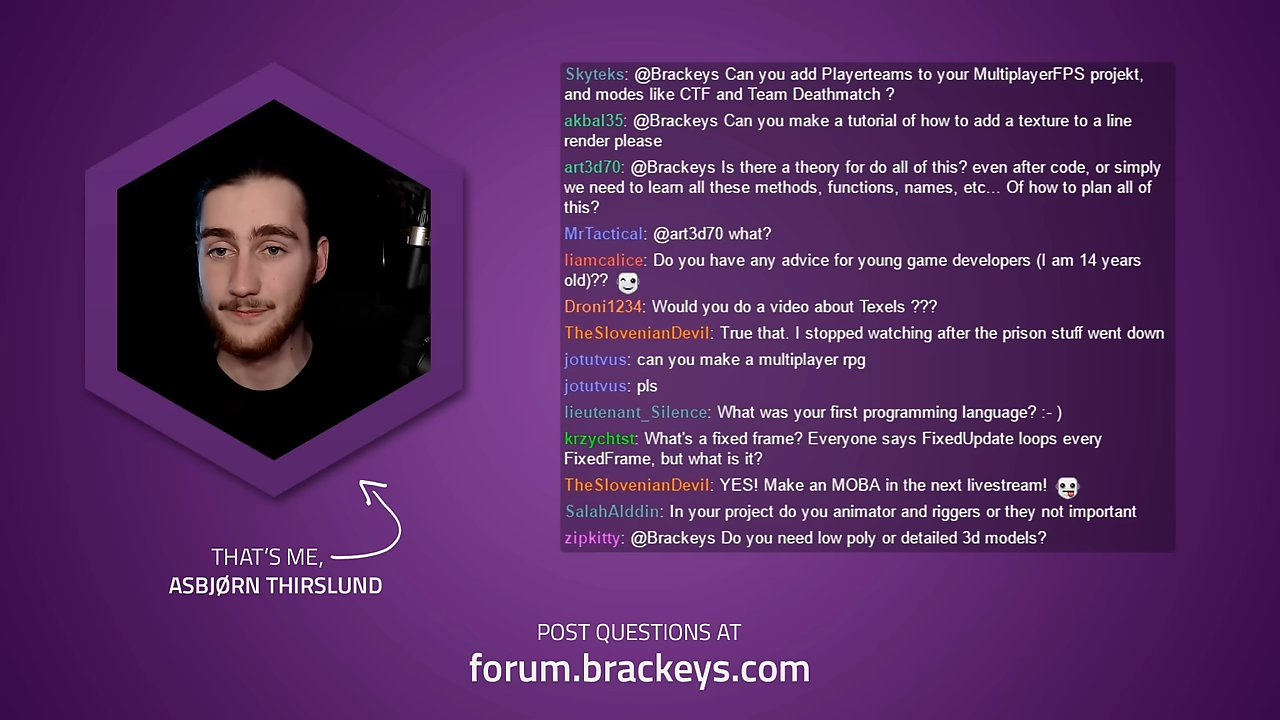 Skyteks: @Brackeys Can you add Playerteams to your MultiplayerFPS projekt,
and modes like CTF and Team Deathmatch ?
akbal35: @Brackeys Can you make a tutorial of how to add a texture to a line
render please
art3d70: @Brackeys Is there a theory for do all of this? even after code, or simply
we need to learn all these methods, functions, names, etc... Of how to plan all of
this?
MrTactical: @art3d70 what?
liamcalice: Do you have any advice for young game developers (I am 14 years
old)??
Droni1234: Would you do a video about Texels ???
TheSlovenianDevil: True that. I stopped watching after the prison stuff went down
jotutvus: can you make a multiplayer rpg
jotutvus: pls
lieutenant_Silence: What was your first programming language? :- )
krzychtst: What's a fixed frame? Everyone says FixedUpdate loops every
FixedFrame, but what is it?
TheSlovenianDevil: YES! Make an MOBA in the next livestream!
SalahAlddin: In your project do you animator and riggers or they not important
zipkitty: @Brackeys Do you need low poly or detailed 3d models?
THAT'S ME,
ASBJØRN THIRSLUND
POST QUESTIONS AT
forum.brackeys.com